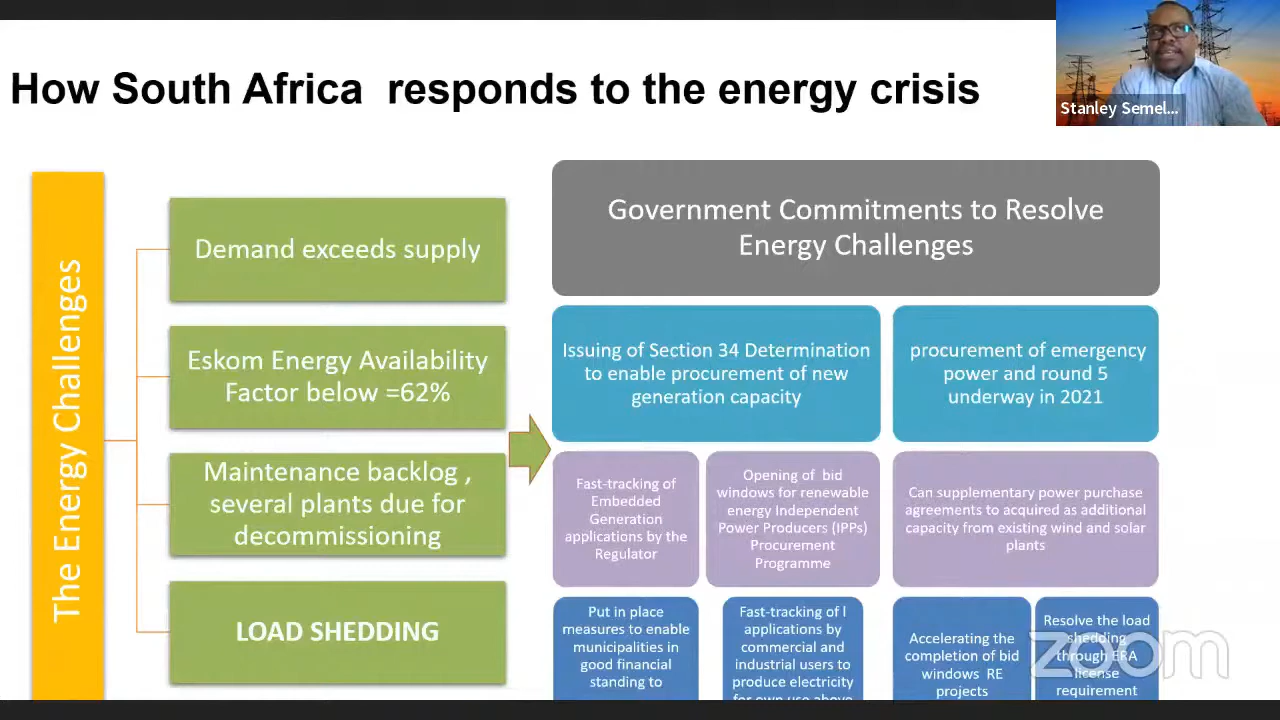 How South Africa  responds to the energy crisis
Stanley Semel...
The Energy Challenges
Demand exceeds supply
Eskom Energy Availability
Factor below =62%
Maintenance backlog ,
several plants due for
decommissioning
LOAD SHEDDING
Government Commitments to Resolve
Energy Challenges
Issuing of Section 34 Determination
to enable procurement of new
generation capacity
procurement of emergency
power and round 5
underway in 2021
Fast-tracking of
Embedded
Generation
applications by the
Regulator
Opening of  bid
windows for renewable
energy Independent
Power Producers (IPPs)
Procurement
Programme
Can supplementary power purchase
agreements to acquired as additional
capacity from existing wind and solar
plants
Put in place
measures to enable
municipalities in
good financial
standing to
Fast-tracking of l
applications by
commercial and
industrial users to
produce electricity
for own use above
Accelerating the
completion of bid
windows  RE
projects
Resolve the load
shedding
through ERA
license
requirement
zoom